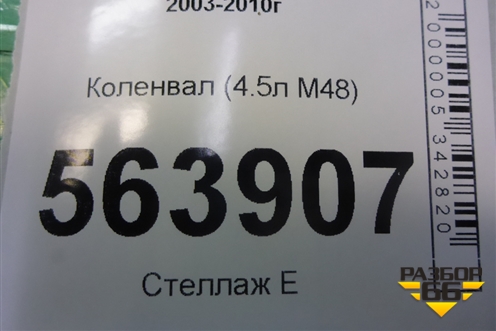 2003-2010г
Коленвал (4.5л М48)
563907
Стеллаж Е
2000005342820
РАЗБОР
66